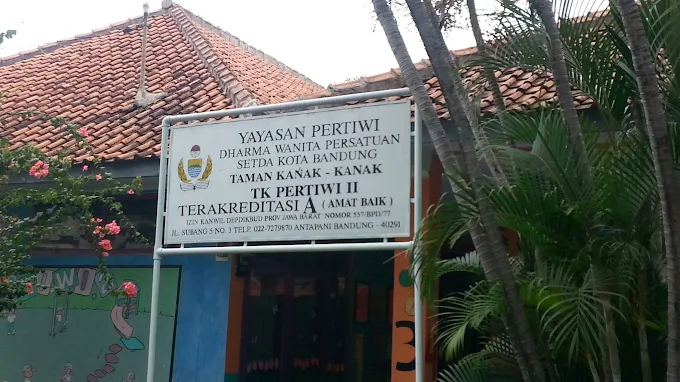 YAYASAN PERTIWI
DHARMA WANITA PERSATUAN
SETDA KOTA BANDUNG
TAMAN KANAK - KANAK
TK PERTIWI II
TERAKREDITASI A ( AMAT BAIK )
IZIN KANWIL DEPDIKBUD PROV JAWA BARAT NOMOR 557/BPD/77
JL. SUBANG 5 NO. 3 TELP. 022-7279870 ANTAPANI BANDUNG - 40291
3